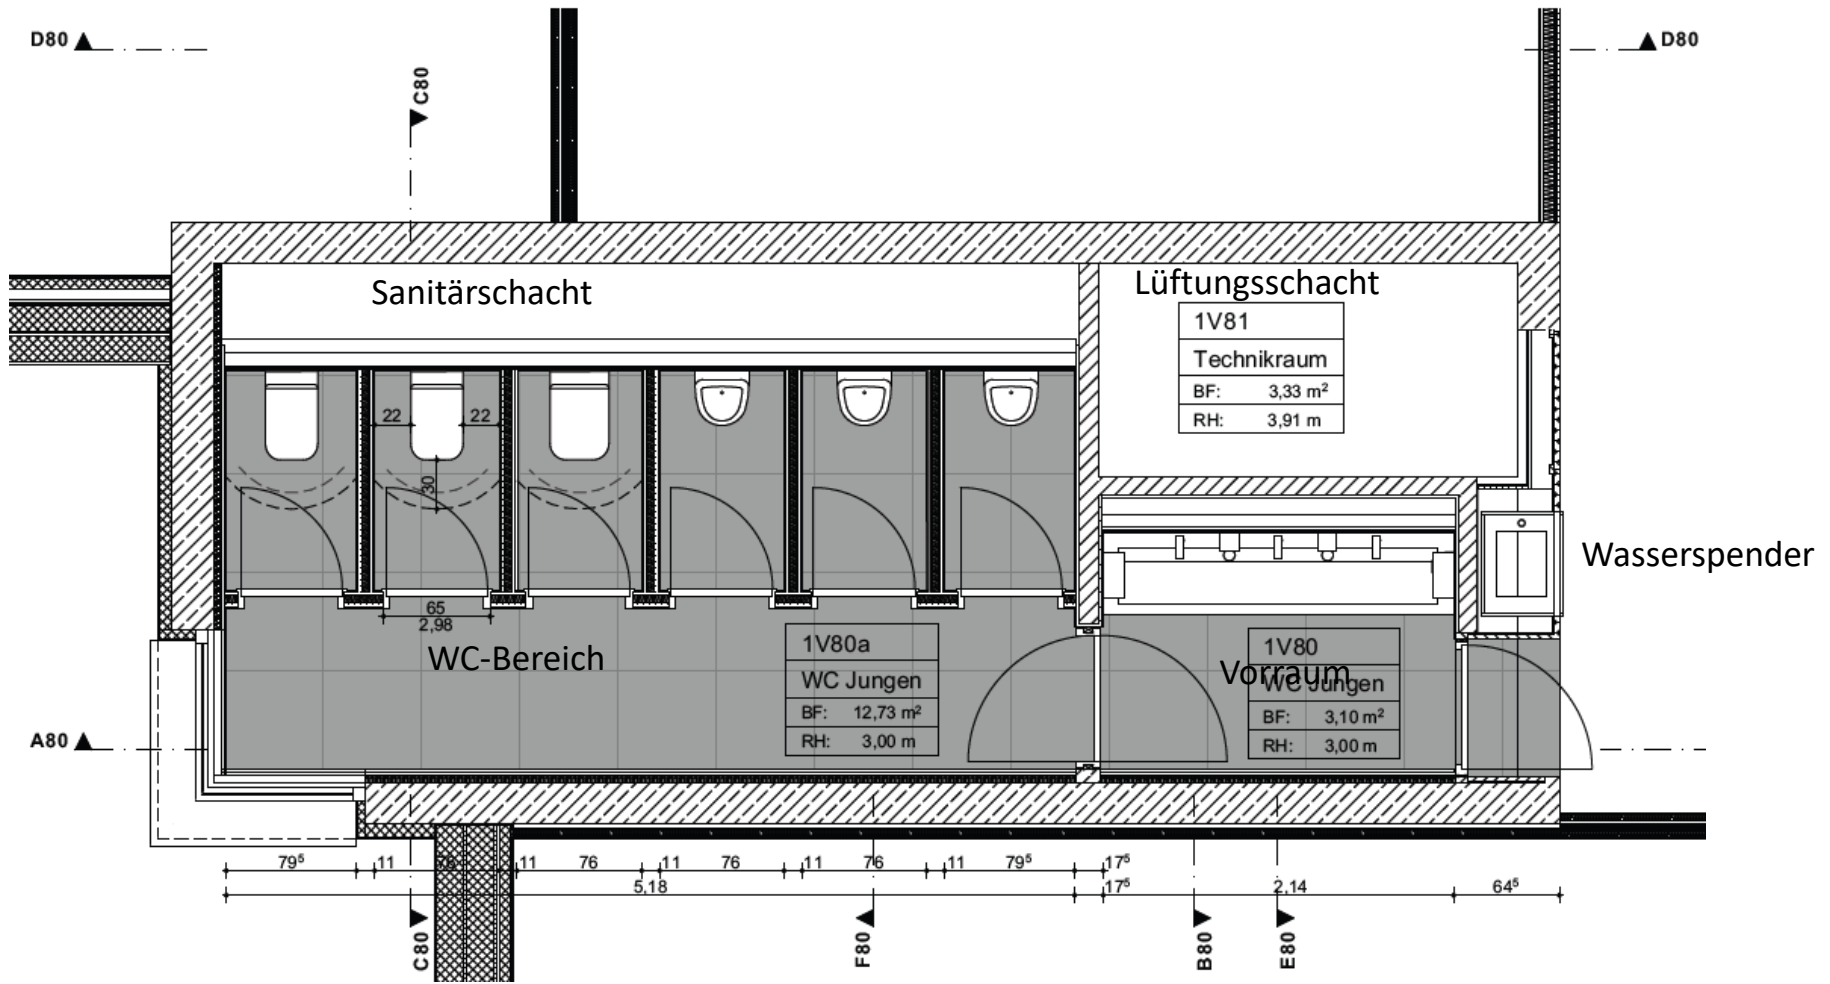 D80
D80
C80
Sanitärschacht
Lüftungsschacht
1V81
Technikraum
BF: 3,33 m²
RH: 3,91 m
22
22
30
Wasserspender
65
2,98
WC-Bereich
1V80a
WC Jungen
BF: 12,73 m²
RH: 3,00 m
1V80
Vorraum
WC Jungen
BF: 3,10 m²
RH: 3,00 m
A80
79⁵ 11 76 11 76 11 76 11 76 11 79⁵ 17⁵
5,18 17⁵ 2,14 64⁵
C80
F80
B80
E80